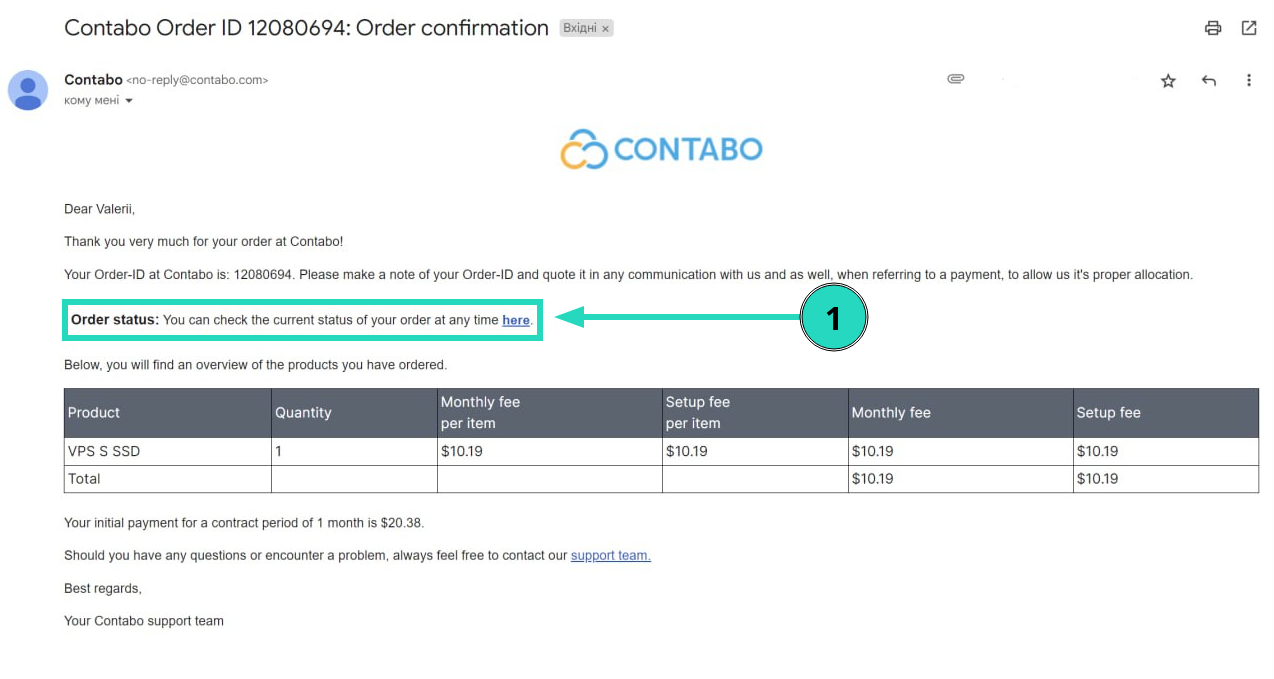 Contabo Order ID 12080694: Order confirmation Вхідні ×
Contabo <no-reply@contabo.com>
кому мені
CONTABO
Dear Valerii,
Thank you very much for your order at Contabo!
Your Order-ID at Contabo is: 12080694. Please make a note of your Order-ID and quote it in any communication with us and as well, when referring to a payment, to allow us it's proper allocation.
Order status: You can check the current status of your order at any time here.
1
Below, you will find an overview of the products you have ordered.
Product Quantity Monthly fee per item Setup fee per item Monthly fee Setup fee
VPS S SSD 1 $10.19 $10.19 $10.19 $10.19
Total $10.19 $10.19
Your initial payment for a contract period of 1 month is $20.38.
Should you have any questions or encounter a problem, always feel free to contact our support team.
Best regards,
Your Contabo support team